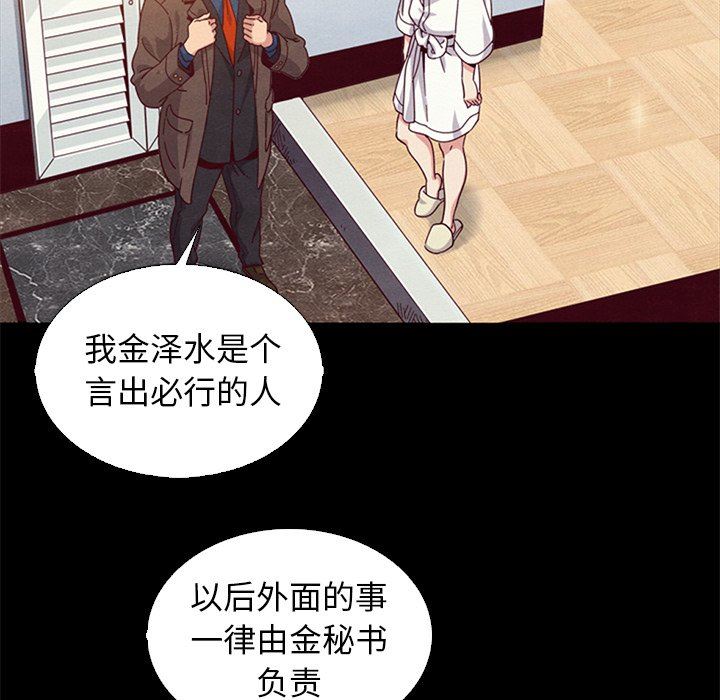 我金泽水是个
言出必行的人
以后外面的事
一律由金秘书
负责